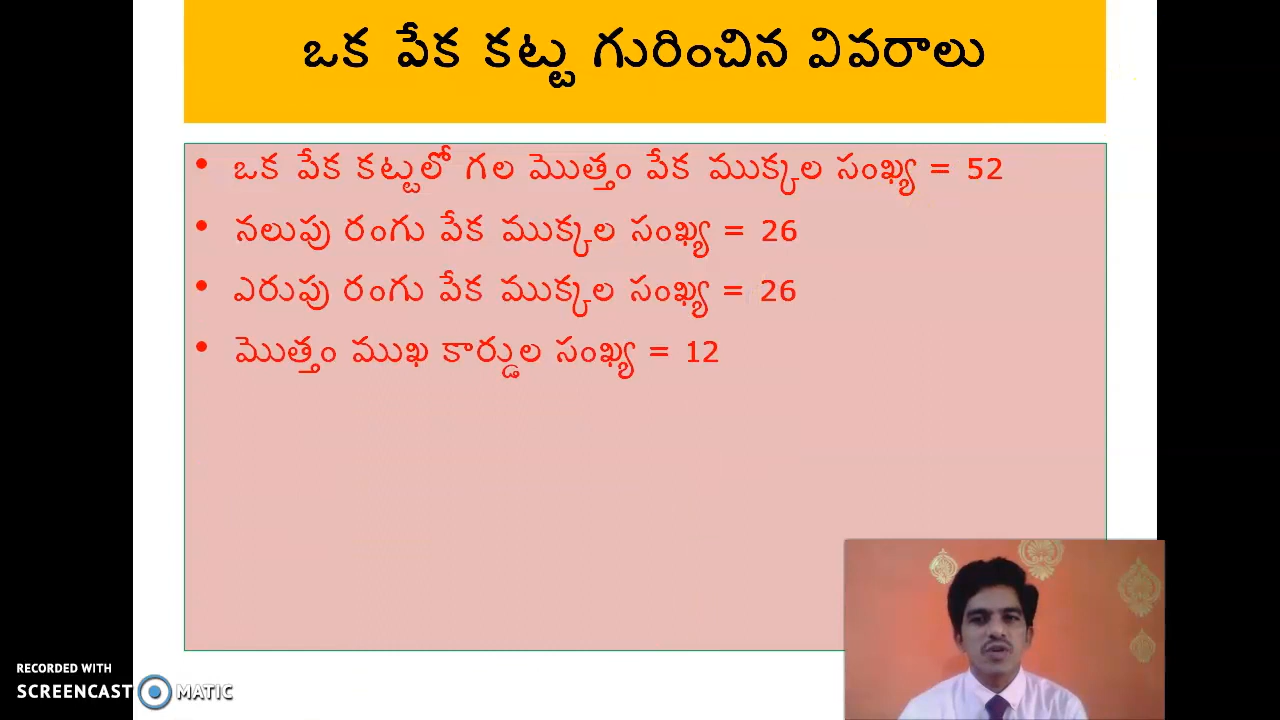 ఒక పేక కట్ట గురించిన వివరాలు
• ఒక పేక కట్టలో గల మొత్తం పేక ముక్కల సంఖ్య = 52
• నలుపు రంగు పేక ముక్కల సంఖ్య = 26
• ఎరుపు రంగు పేక ముక్కల సంఖ్య = 26
• మొత్తం ముఖ కార్డుల సంఖ్య = 12
RECORDED WITH
SCREENCAST MATIC